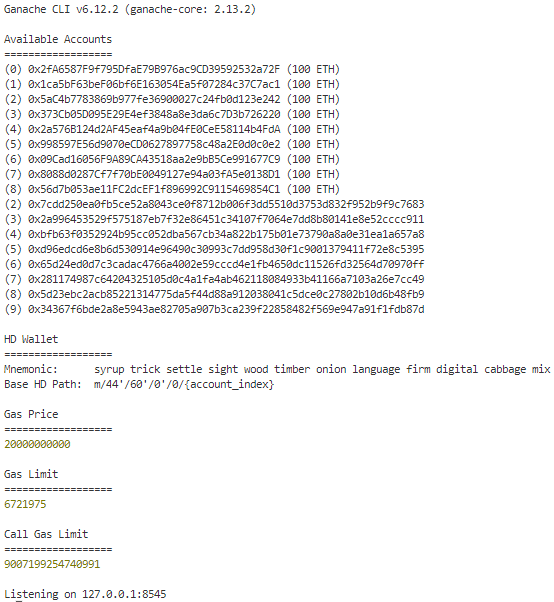 Ganache CLI v6.12.2 (ganache-core: 2.13.2)
Available Accounts
==================
(0) 0x2fA6587F9f795DfaE79B976ac9CD39592532a72F (100 ETH)
(1) 0x1ca5bF63beF06bf6E163054Ea5f07284c37C7ac1 (100 ETH)
(2) 0x5aC4b7783869b977fe36900027c24fb0d123e242 (100 ETH)
(3) 0x373Cb05D095E29E4ef3848a8e3da6c7D3b726220 (100 ETH)
(4) 0x2a576B124d2AF45eaf4a9b04fE0CeE58114b4FdA (100 ETH)
(5) 0x998597E56d9070eCD0627897758c48a2E0d0c0e2 (100 ETH)
(6) 0x09Cad16056F9A89CA43518aa2e9bB5Ce991677C9 (100 ETH)
(7) 0x8088d0287Cf7f70bE0049127e94a03fA5e0138D1 (100 ETH)
(8) 0x56d7b053ae11FC2dcEF1f896992C9115469854C1 (100 ETH)
(2) 0x7cdd250ea0fb5ce52a8043ce0f8712b006f3dd5510d3753d832f952b9f9c7683
(3) 0x2a996453529f575187eb7f32e86451c34107f7064e7dd8b80141e8e52cccc911
(4) 0xbfb63f0352924b95cc052dba567cb34a822b175b01e73790a8a0e31ea1a657a8
(5) 0xd96edcd6e8b6d530914e96490c30993c7dd958d30f1c9001379411f72e8c5395
(6) 0x65d24ed0d7c3cadac4766a4002e59cccd4e1fb4650dc11526fd32564d70970ff
(7) 0x281174987c64204325105d0c4a1fa4ab462118084933b41166a7103a26e7cc49
(8) 0x5d23ebc2acb85221314775da5f44d88a912038041c5dce0c27802b10d6b48fb9
(9) 0x34367f6bde2a8e5943ae82705a907b3ca239f22858482f569e947a91f1fdb87d
HD Wallet
==================
Mnemonic:      syrup trick settle sight wood timber onion language firm digital cabbage mix
Base HD Path:  m/44'/60'/0'/0/{account_index}
Gas Price
==================
20000000000
Gas Limit
==================
6721975
Call Gas Limit
==================
9007199254740991
Listening on 127.0.0.1:8545